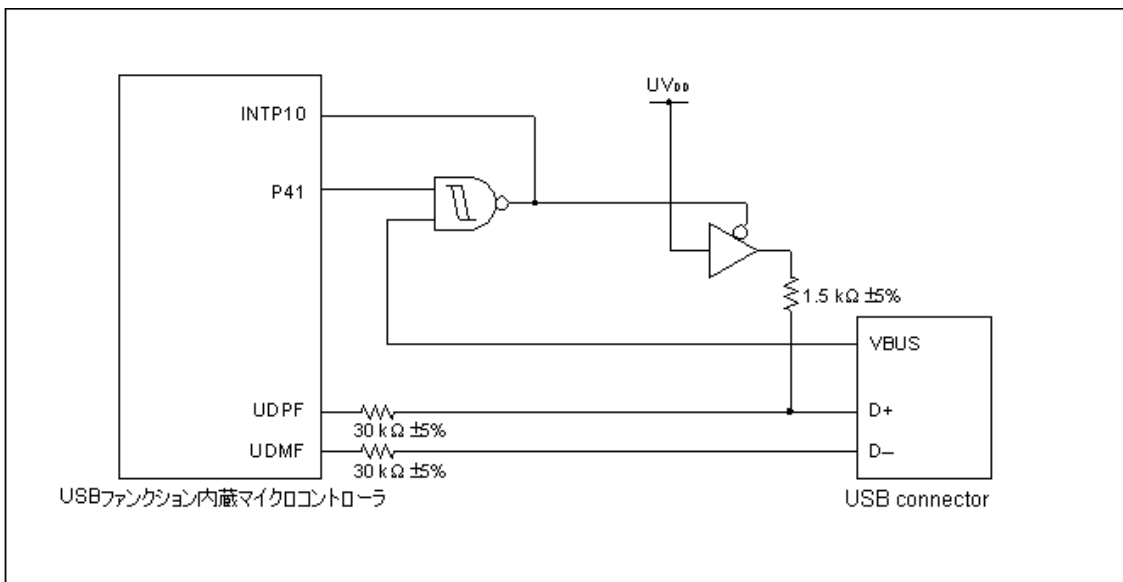 UVDD
INTP10
P41
1.5 kΩ ±5%
VBUS
UDPF
D+
30 kΩ ±5%
UDMF
D−
30 kΩ ±5%
USBファンクション内蔵マイクロコントローラ
USB connector